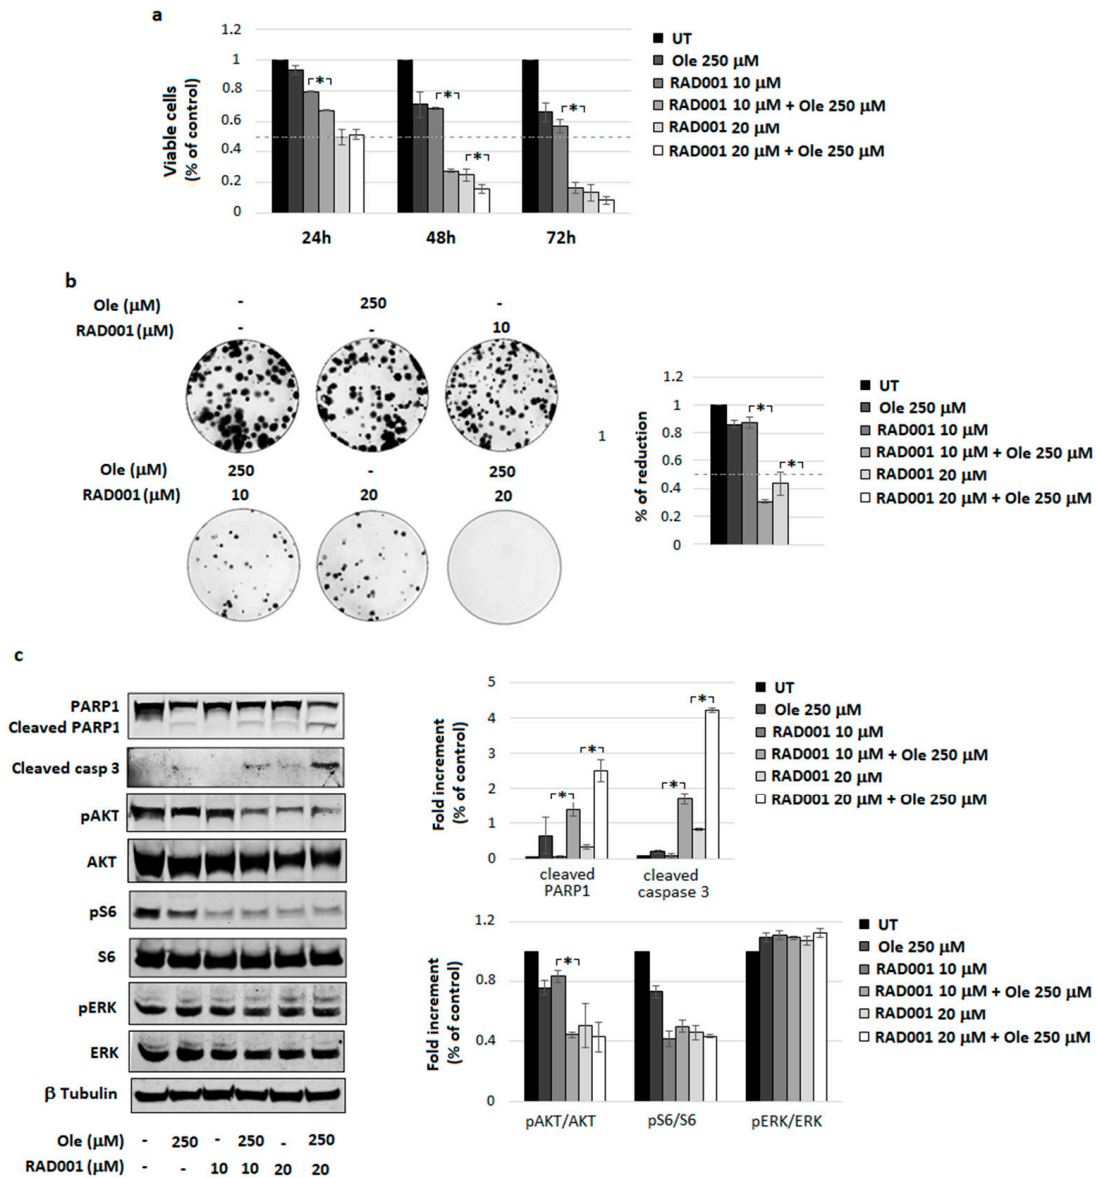 a
1.2
1
0.8
0.6
0.4
0.2
0
Viable cells
(% of control)
*
*
*
*
24h
48h
72h
UT
Ole 250 µM
RAD001 10 µM
RAD001 10 µM + Ole 250 µM
RAD001 20 µM
RAD001 20 µM + Ole 250 µM
b
Ole (µM) - 250 -
RAD001 (µM) - - 10
Ole (µM) 250 - 250
RAD001 (µM) 10 20 20
1
% of reduction
1.2
1
0.8
0.6
0.4
0.2
0
*
*
UT
Ole 250 µM
RAD001 10 µM
RAD001 10 µM + Ole 250 µM
RAD001 20 µM
RAD001 20 µM + Ole 250 µM
c
PARP1
Cleaved PARP1
Cleaved casp 3
pAKT
AKT
pS6
S6
pERK
ERK
β Tubulin
Ole (µM) - 250 - 250 - 250
RAD001 (µM) - - 10 10 20 20
Fold increment
(% of control)
5
4
3
2
1
0
*
*
*
*
cleaved
PARP1
cleaved
caspase 3
UT
Ole 250 µM
RAD001 10 µM
RAD001 10 µM + Ole 250 µM
RAD001 20 µM
RAD001 20 µM + Ole 250 µM
Fold increment
(% of control)
1.2
0.8
0.4
0
*
pAKT/AKT
pS6/S6
pERK/ERK
UT
Ole 250 µM
RAD001 10 µM
RAD001 10 µM + Ole 250 µM
RAD001 20 µM
RAD001 20 µM + Ole 250 µM